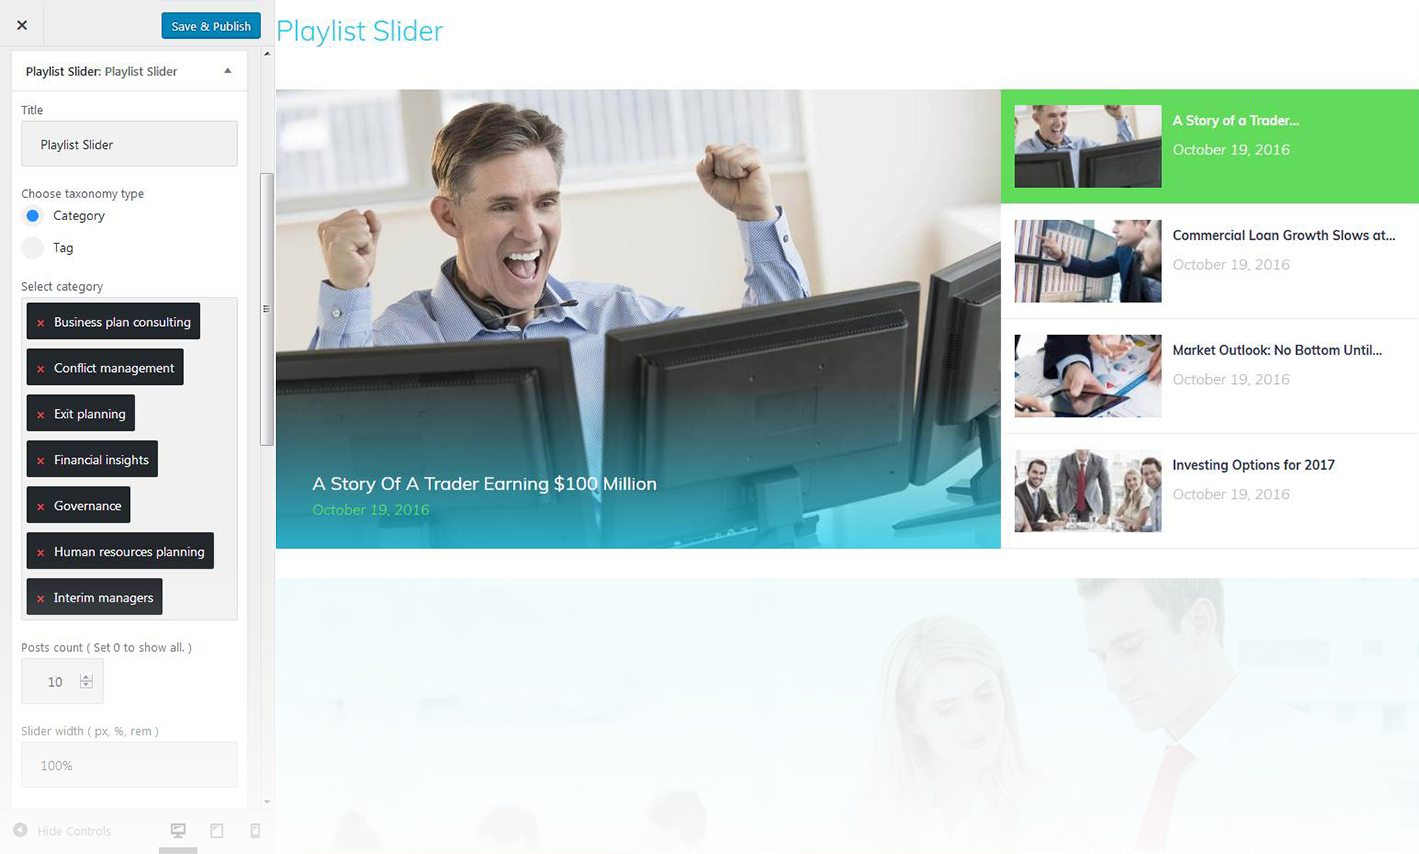 Save & Publish
Playlist Slider: Playlist Slider
Title
Playlist Slider
Choose taxonomy type
Category
Tag
Select category
× Business plan consulting
× Conflict management
× Exit planning
× Financial insights
× Governance
× Human resources planning
× Interim managers
Posts count ( Set 0 to show all. )
10
Slider width ( px, %, rem )
100%
Hide Controls
Playlist Slider
A Story Of A Trader Earning $100 Million
October 19, 2016
A Story of a Trader...
October 19, 2016
Commercial Loan Growth Slows at...
October 19, 2016
Market Outlook: No Bottom Until...
October 19, 2016
Investing Options for 2017
October 19, 2016